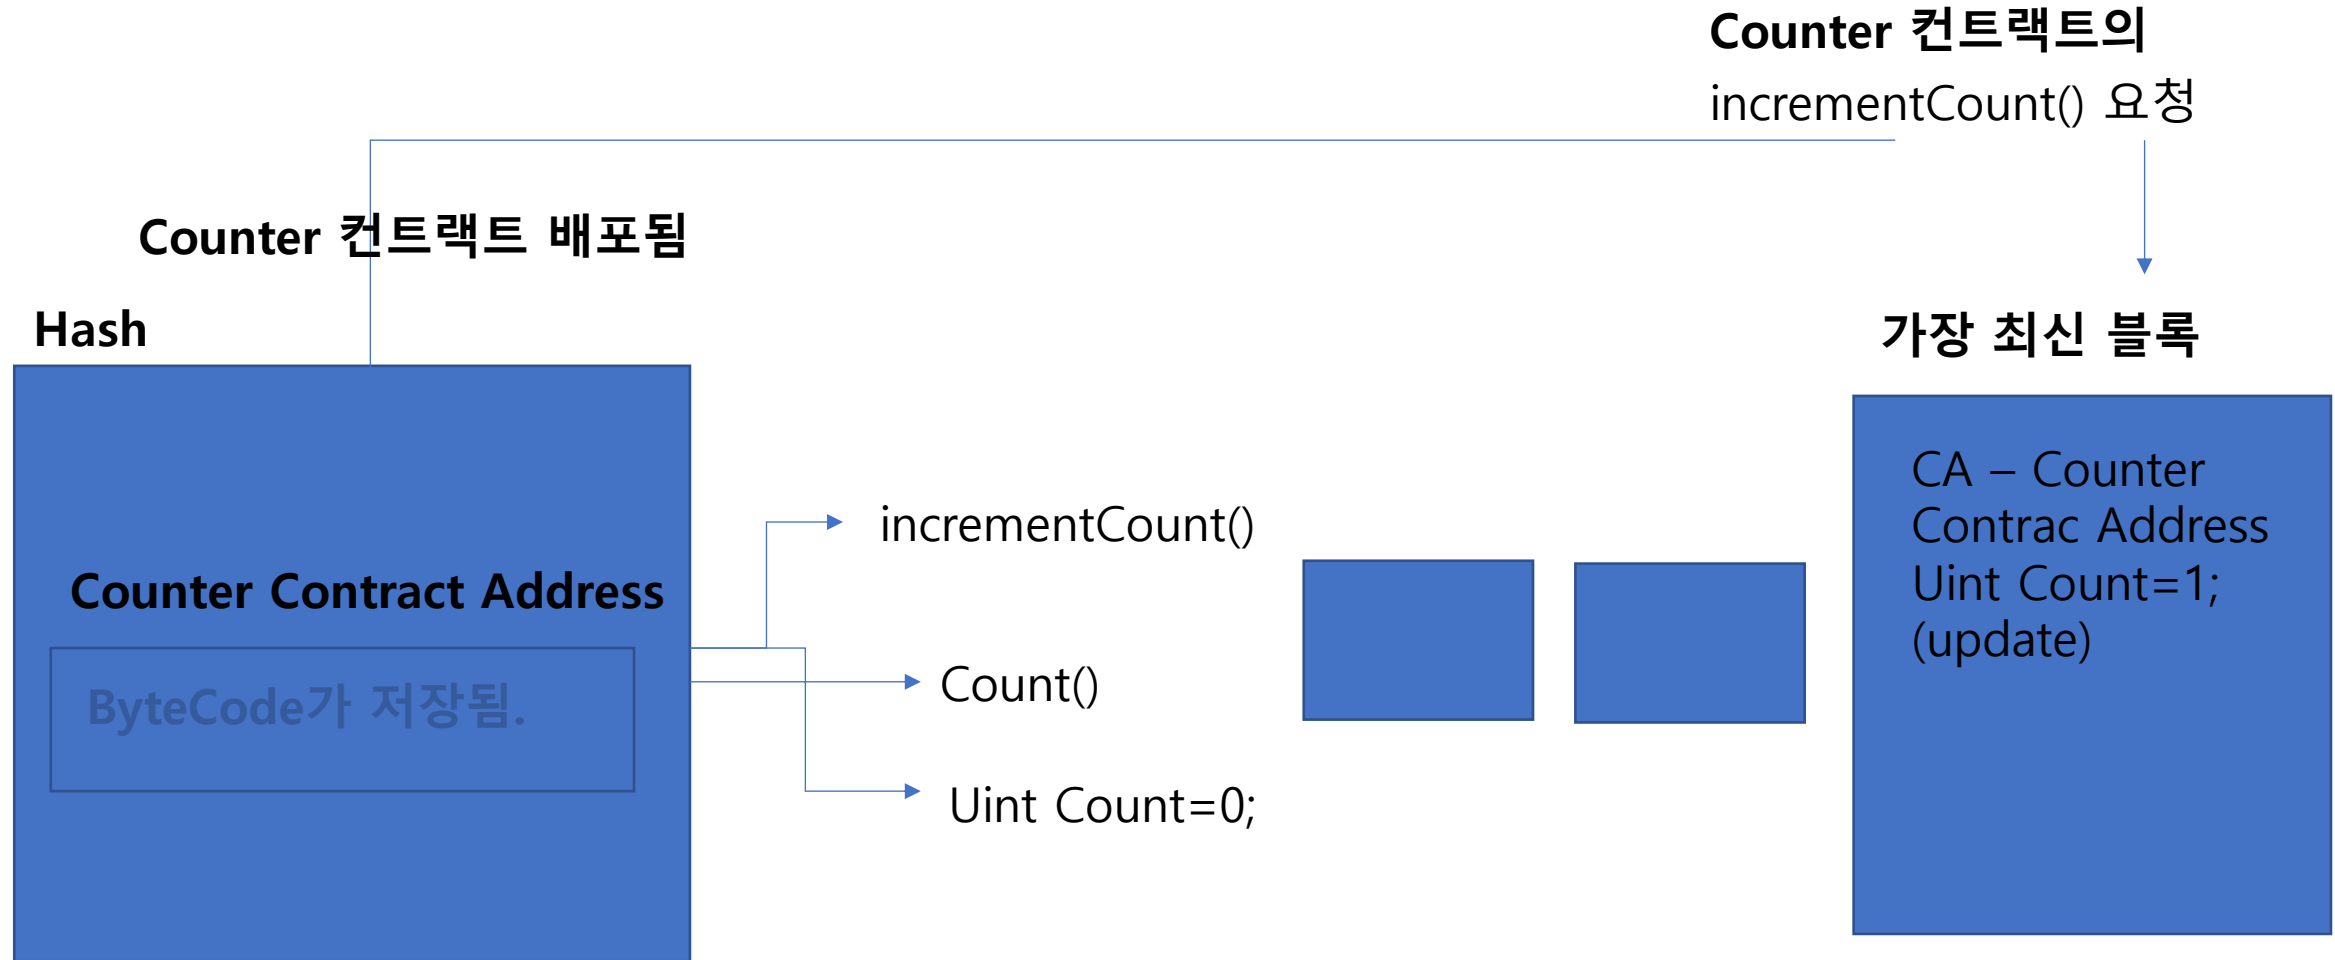 Counter 컨트랙트의
incrementCount() 요청
Counter 컨트랙트 배포됨
Hash
가장 최신 블록
Counter Contract Address
ByteCode가 저장됨.
incrementCount()
Count()
Uint Count=0;
CA – Counter
Contrac Address
Uint Count=1;
(update)